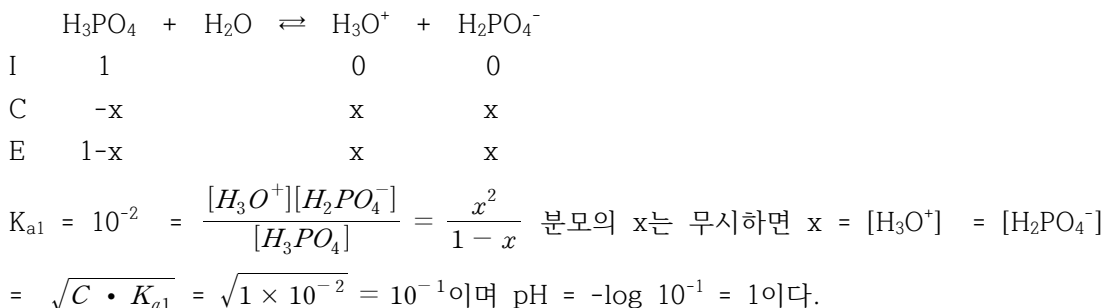 H₃PO₄ + H₂O ⇄ H₃O⁺ + H₂PO₄⁻
I 1 0 0
C -x x x
E 1-x x x
Kₐ₁ = 10⁻² = [H₃O⁺][H₂PO₄⁻] / [H₃PO₄] = x² / (1 − x) 분모의 x는 무시하면 x = [H₃O⁺] = [H₂PO₄⁻]
= √(C • Kₐ₁) = √(1 × 10⁻²) = 10⁻¹이며 pH = -log 10⁻¹ = 1이다.